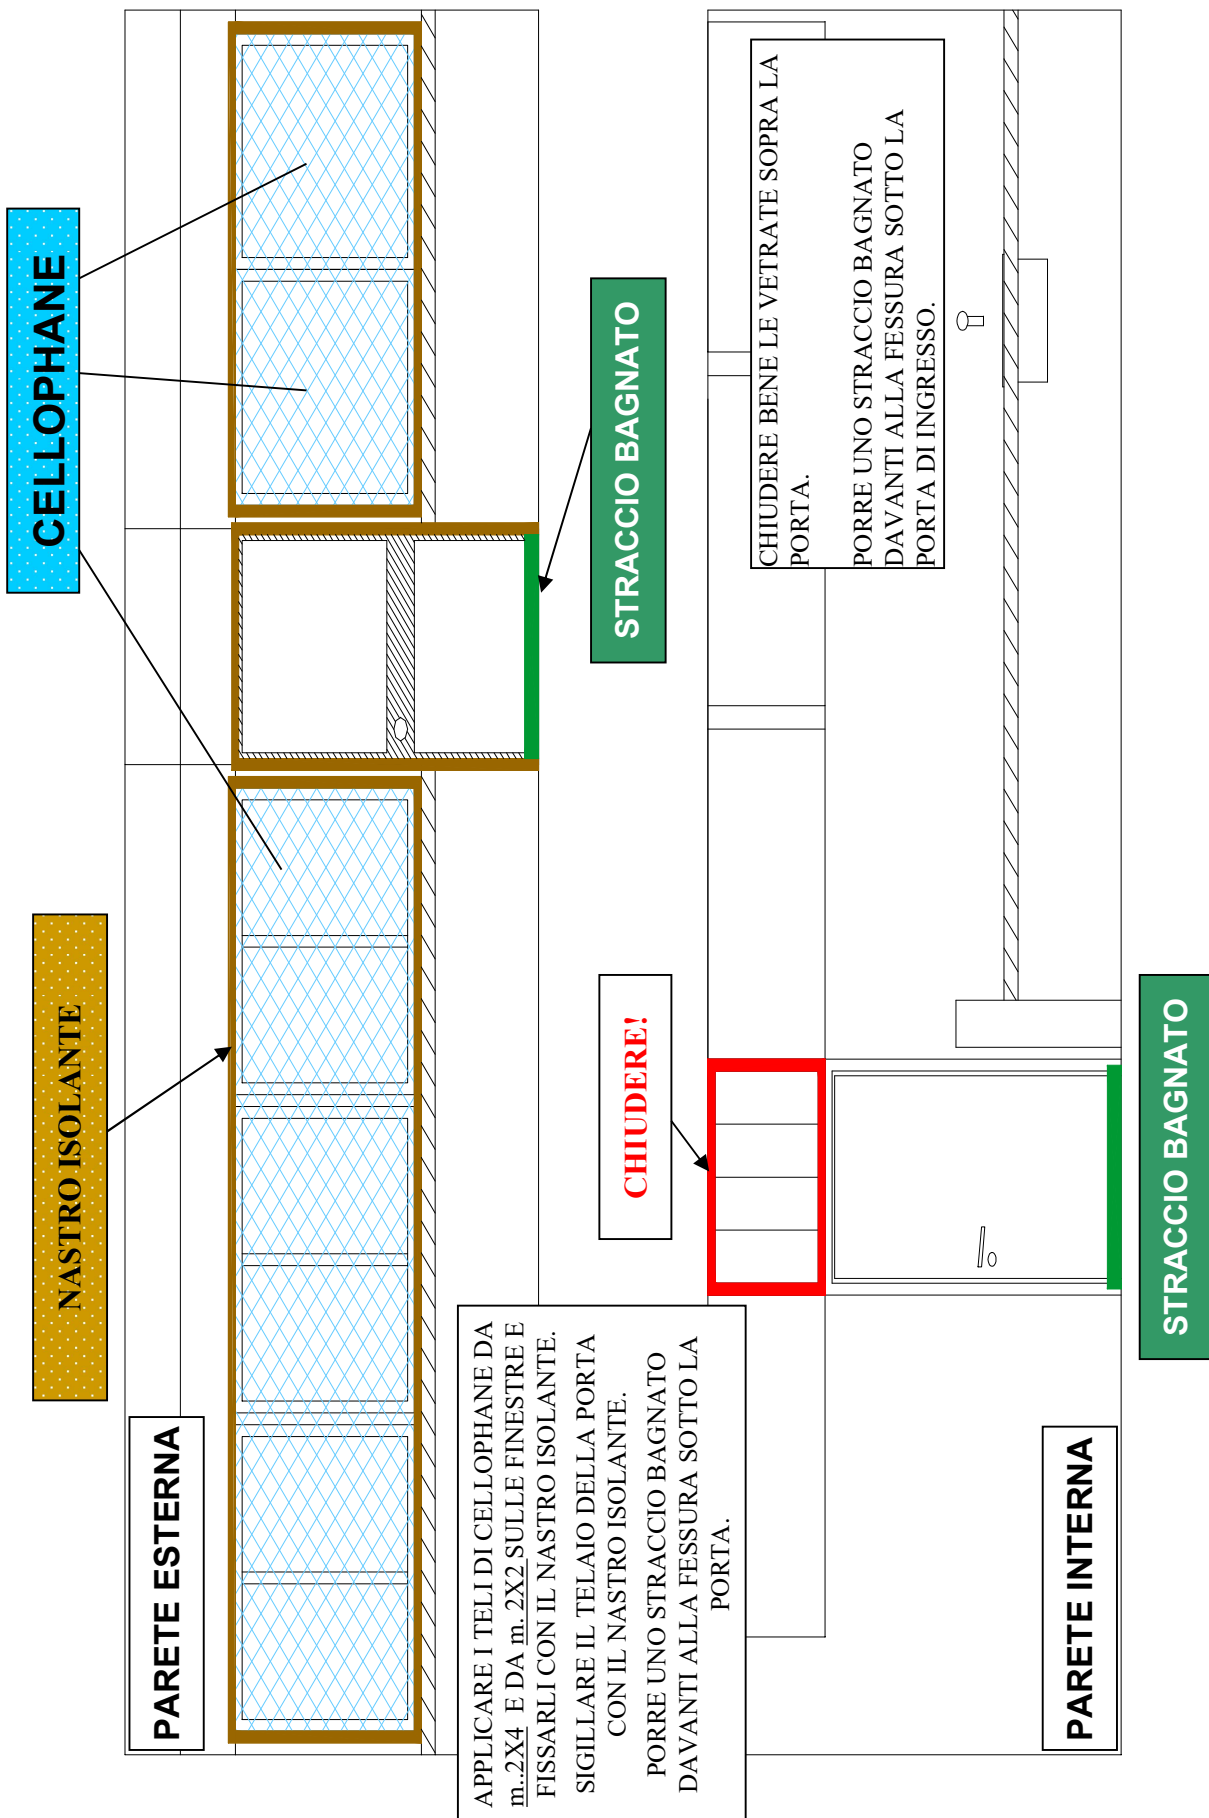 CELLOPHANE
NASTRO ISOLANTE
PARETE ESTERNA
STRACCIO BAGNATO
APPLICARE I TELI DI CELLOPHANE DA
m..2X4 E DA m. 2X2 SULLE FINESTRE E
FISSARLI CON IL NASTRO ISOLANTE.
SIGILLARE IL TELAIO DELLA PORTA
CON IL NASTRO ISOLANTE.
PORRE UNO STRACCIO BAGNATO
DAVANTI ALLA FESSURA SOTTO LA
PORTA.
CHIUDERE!
CHIUDERE BENE LE VETRATE SOPRA LA
PORTA.
PORRE UNO STRACCIO BAGNATO
DAVANTI ALLA FESSURA SOTTO LA
PORTA DI INGRESSO.
PARETE INTERNA
STRACCIO BAGNATO